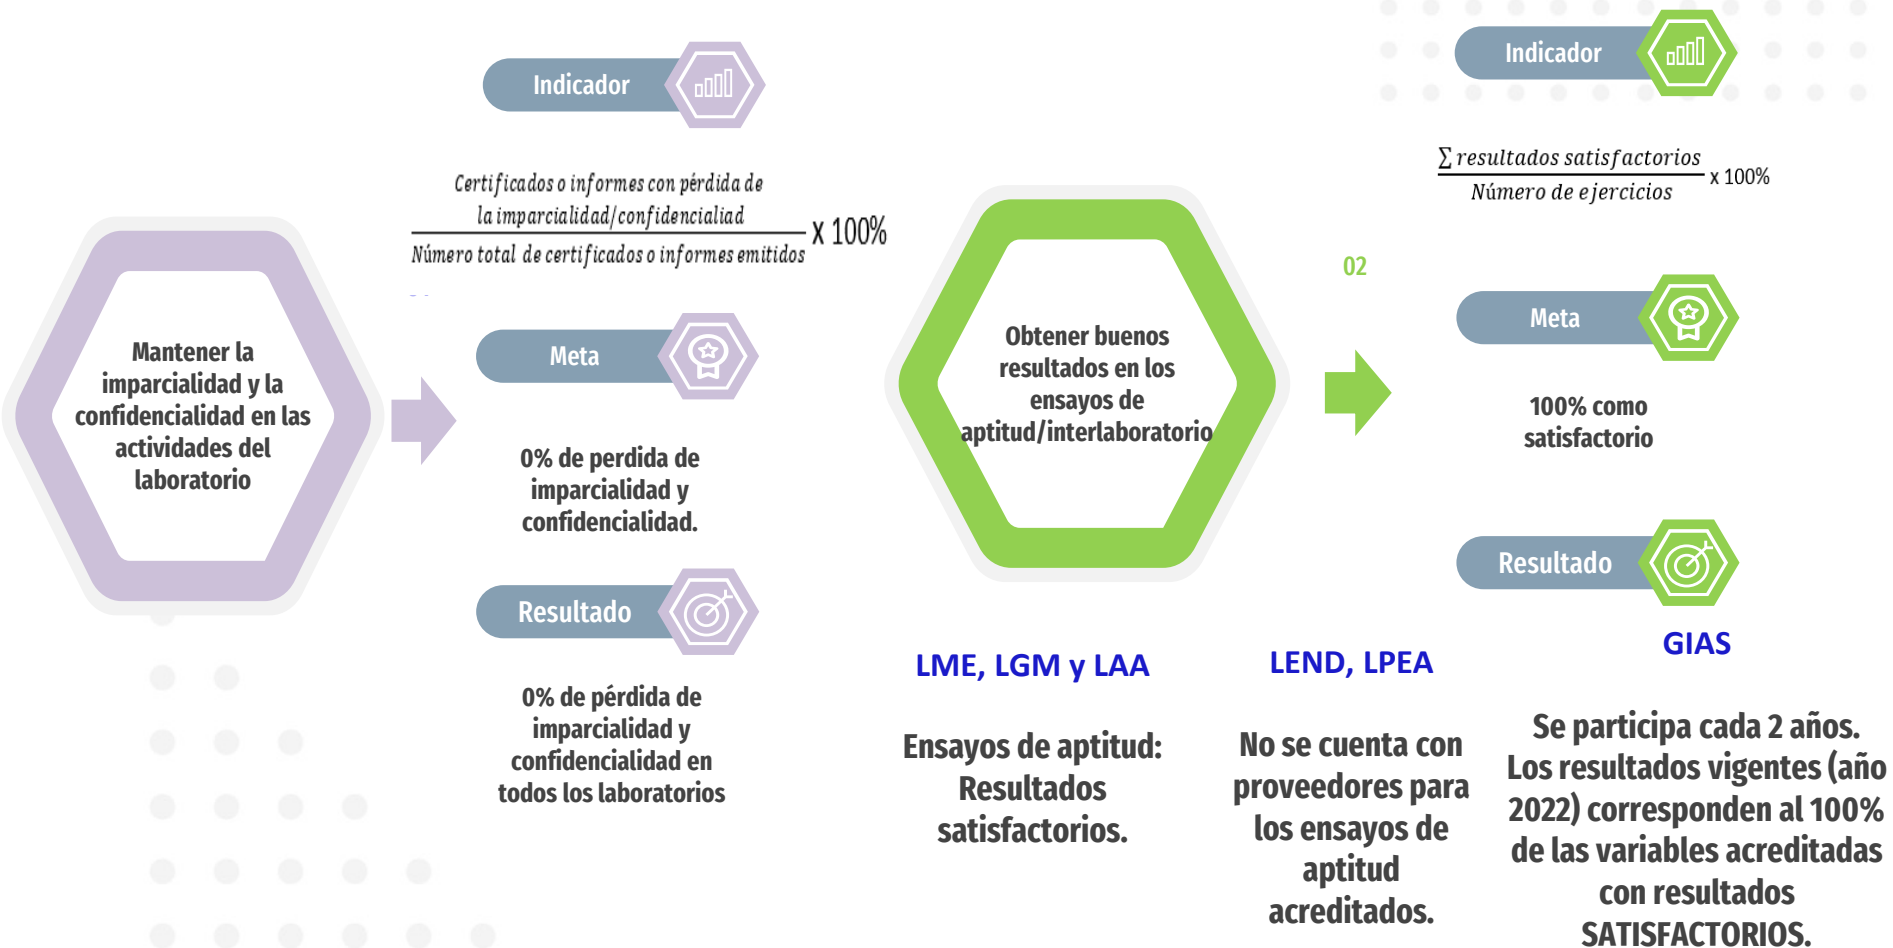 Indicador
Certificados o informes con pérdida de
la imparcialidad/confidencialiad
Número total de certificados o informes emitidos
x 100%
Mantener la
imparcialidad y la
confidencialidad en las
actividades del
laboratorio
Meta
0% de perdida de
imparcialidad y
confidencialidad.
Resultado
0% de pérdida de
imparcialidad y
confidencialidad en
todos los laboratorios
Indicador
∑ resultados satisfactorios
Número de ejercicios
x 100%
02
Obtener buenos
resultados en los
ensayos de
aptitud/interlaboratorio
Meta
100% como
satisfactorio
Resultado
LME, LGM y LAA
Ensayos de aptitud:
Resultados
satisfactorios.
LEND, LPEA
No se cuenta con
proveedores para
los ensayos de
aptitud
acreditados.
GIAS
Se participa cada 2 años.
Los resultados vigentes (año
2022) corresponden al 100%
de las variables acreditadas
con resultados
SATISFACTORIOS.